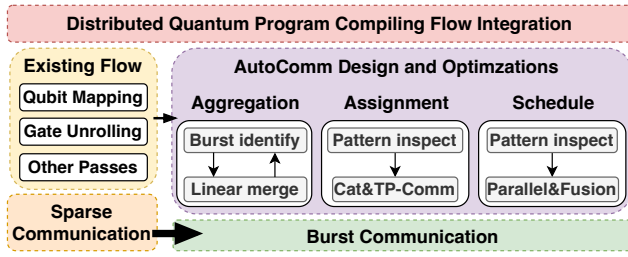 Distributed Quantum Program Compiling Flow Integration
Existing Flow
Qubit Mapping
Gate Unrolling
Other Passes
AutoComm Design and Optimzations
Aggregation
Burst identify
Linear merge
Assignment
Pattern inspect
Cat&TP-Comm
Schedule
Pattern inspect
Parallel&Fusion
Sparse
Communication
Burst Communication